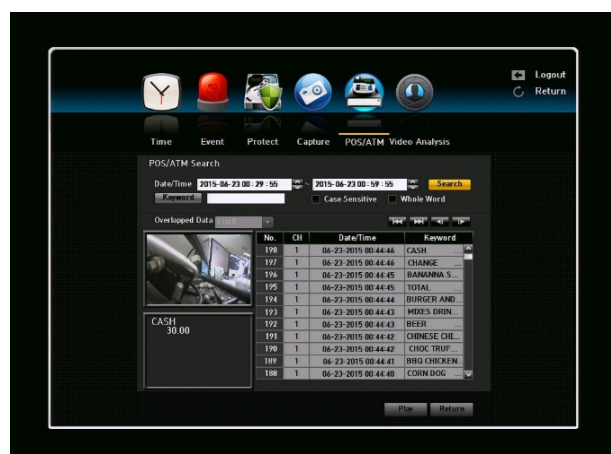 Logout
Return
Time Event Protect Capture POS/ATM Video Analysis
POS/ATM Search
Date/Time 2015-06-23 00:29:55 ~ 2015-06-23 00:59:55 Search
Keyword Case Sensitive Whole Word
Overlapped Data
No. CH Date/Time Keyword
198 1 06-23-2015 00:44:46 CASH ...
197 1 06-23-2015 00:44:46 CHANGE ...
196 1 06-23-2015 00:44:45 BANANNA S...
195 1 06-23-2015 00:44:45 TOTAL ...
194 1 06-23-2015 00:44:44 BURGER AND...
193 1 06-23-2015 00:44:43 MIXES DRIN...
192 1 06-23-2015 00:44:43 BEER ...
191 1 06-23-2015 00:44:42 CHINESE CHI...
190 1 06-23-2015 00:44:42 CHOC TRUF...
189 1 06-23-2015 00:44:41 BBQ CHICKEN...
188 1 06-23-2015 00:44:40 CORN DOG ...
CASH
30.00
Play Return